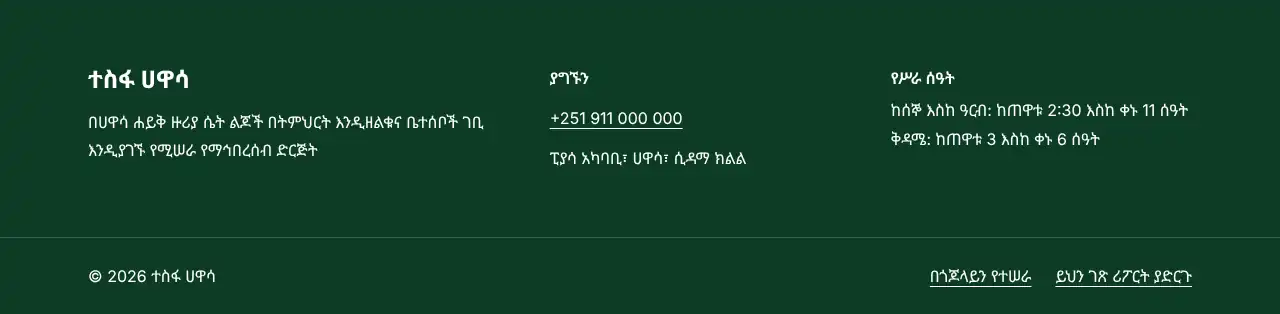 ተስፋ ሀዋሳ
በሀዋሳ ሐይቅ ዙሪያ ሴት ልጆች በትምህርት እንዲዘልቁና ቤተሰቦች ገቢ
እንዲያገኙ የሚሠራ የማኅበረሰብ ድርጅት
ያግኙን
+251 911 000 000
ፒያሳ አካባቢ፣ ሀዋሳ፣ ሲዳማ ክልል
የሥራ ሰዓት
ከሰኞ እስከ ዓርብ: ከጠዋቱ 2:30 እስከ ቀኑ 11 ሰዓት
ቅዳሜ: ከጠዋቱ 3 እስከ ቀኑ 6 ሰዓት
© 2026 ተስፋ ሀዋሳ
በጎጆላይን የተሠራ
ይህን ገጽ ሪፖርት ያድርጉ